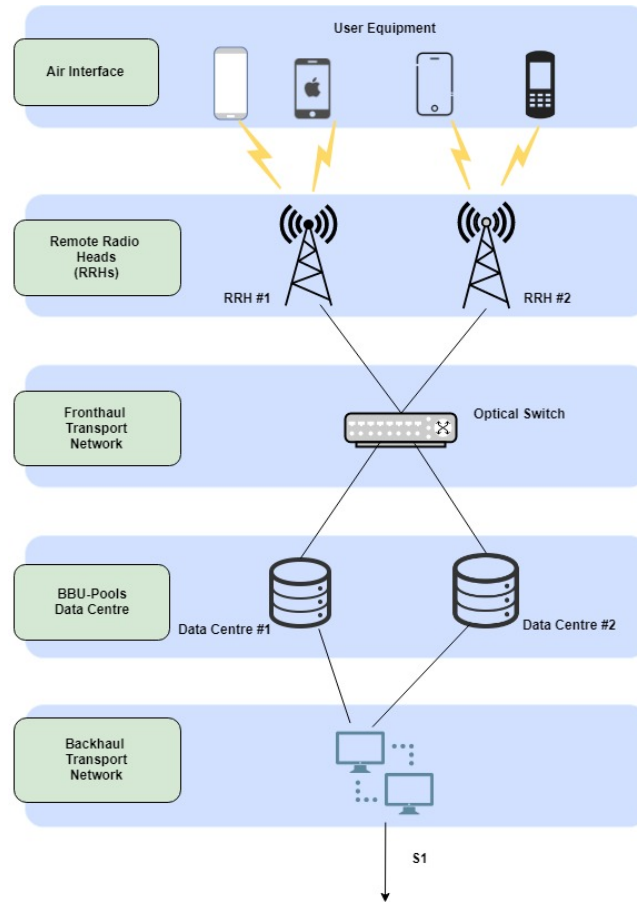 User Equipment
Air Interface
Remote Radio
Heads
(RRHs)
RRH #1
RRH #2
Fronthaul
Transport
Network
Optical Switch
BBU-Pools
Data Centre
Data Centre #1
Data Centre #2
Backhaul
Transport
Network
S1